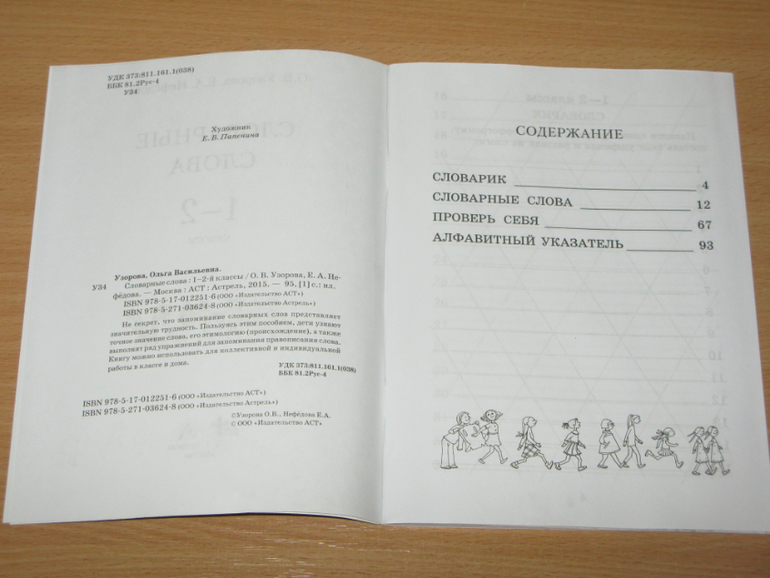 УДК 373:811.161.1(038)
ББК 81.2Рус-4
У34
Художник
Е. В. Папенина
Узорова, Ольга Васильевна.
У34 Словарные слова : 1–2-й классы / О. В. Узорова, Е. А. Не-
фёдова. — Москва : АСТ : Астрель, 2015. — 95, [1] с.: ил.
ISBN 978-5-17-012251-6 (ООО «Издательство АСТ»)
ISBN 978-5-271-03624-8 (ООО «Издательство Астрель»)
Не секрет, что запоминание словарных слов представляет
значительную трудность. Пользуясь этим пособием, дети узнают
точное значение слова, его этимологию (происхождение), а также
выполнят ряд упражнений для запоминания правописания слова.
Книгу можно использовать для коллективной и индивидуальной
работы в классе и дома.
УДК 373:811.161.1(038)
ББК 81.2Рус-4
ISBN 978-5-17-012251-6 (ООО «Издательство АСТ»)
ISBN 978-5-271-03624-8 (ООО «Издательство Астрель»)
©Узорова О.В., Нефёдова Е.А.
© ООО «Издательство АСТ»
СОДЕРЖАНИЕ
СЛОВАРИК 4
СЛОВАРНЫЕ СЛОВА 12
ПРОВЕРЬ СЕБЯ 67
АЛФАВИТНЫЙ УКАЗАТЕЛЬ 93